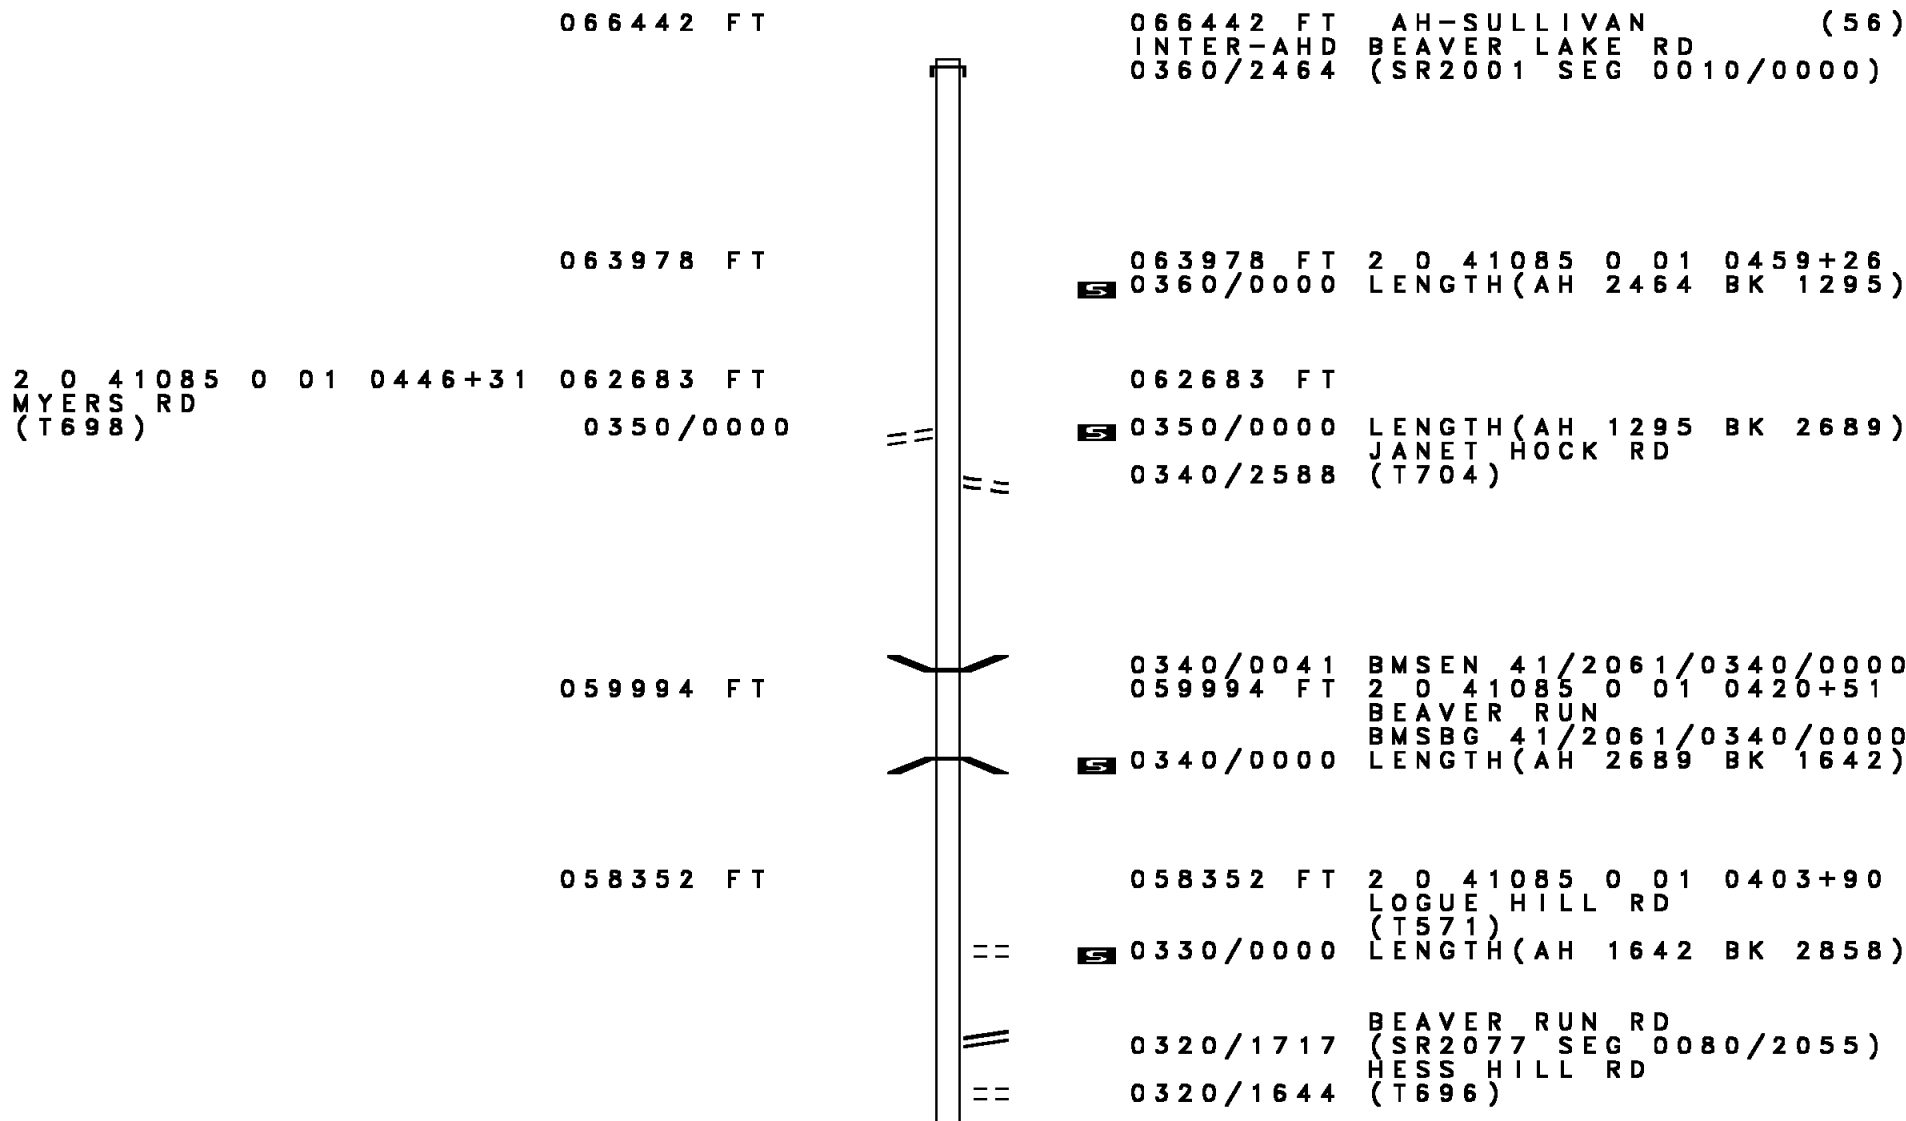 066442 FT 066442 FT AH-SULLIVAN (56)
INTER-AHD BEAVER LAKE RD
0360/2464 (SR2001 SEG 0010/0000)
063978 FT 063978 FT 2 0 41085 0 01 0459+26
S 0360/0000 LENGTH(AH 2464 BK 1295)
2 0 41085 0 01 0446+31 062683 FT 062683 FT
MYERS RD
(T698) 0350/0000 S 0350/0000 LENGTH(AH 1295 BK 2689)
JANET HOCK RD
0340/2588 (T704)
0340/0041 BMSEN 41/2061/0340/0000
059994 FT 059994 FT 2 0 41085 0 01 0420+51
BEAVER RUN
BMSBG 41/2061/0340/0000
S 0340/0000 LENGTH(AH 2689 BK 1642)
058352 FT 058352 FT 2 0 41085 0 01 0403+90
LOGUE HILL RD
(T571)
S 0330/0000 LENGTH(AH 1642 BK 2858)
BEAVER RUN RD
0320/1717 (SR2077 SEG 0080/2055)
HESS HILL RD
0320/1644 (T696)